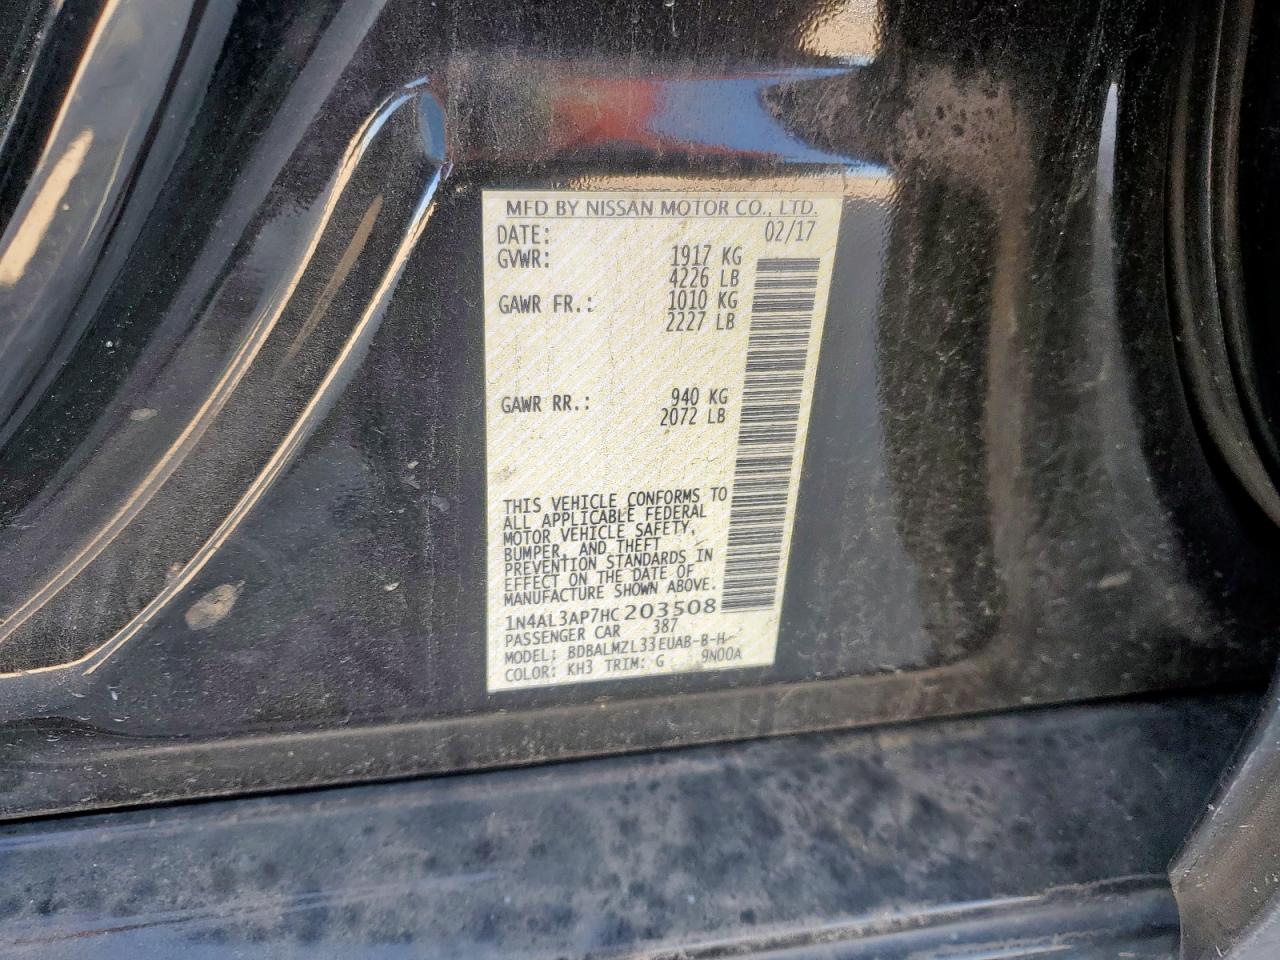 MFD BY NISSAN MOTOR CO., LTD.
DATE: 02/17
GVWR: 1917 KG
4226 LB
GAWR FR.: 1010 KG
2227 LB
GAWR RR.: 940 KG
2072 LB
THIS VEHICLE CONFORMS TO
ALL APPLICABLE FEDERAL
MOTOR VEHICLE SAFETY,
BUMPER, AND THEFT
PREVENTION STANDARDS IN
EFFECT ON THE DATE OF
MANUFACTURE SHOWN ABOVE.
1N4AL3AP7HC203508
PASSENGER CAR 387
MODEL: BDBALMZL33EUAB-B-H-
COLOR: KH3 TRIM: G 9N00A